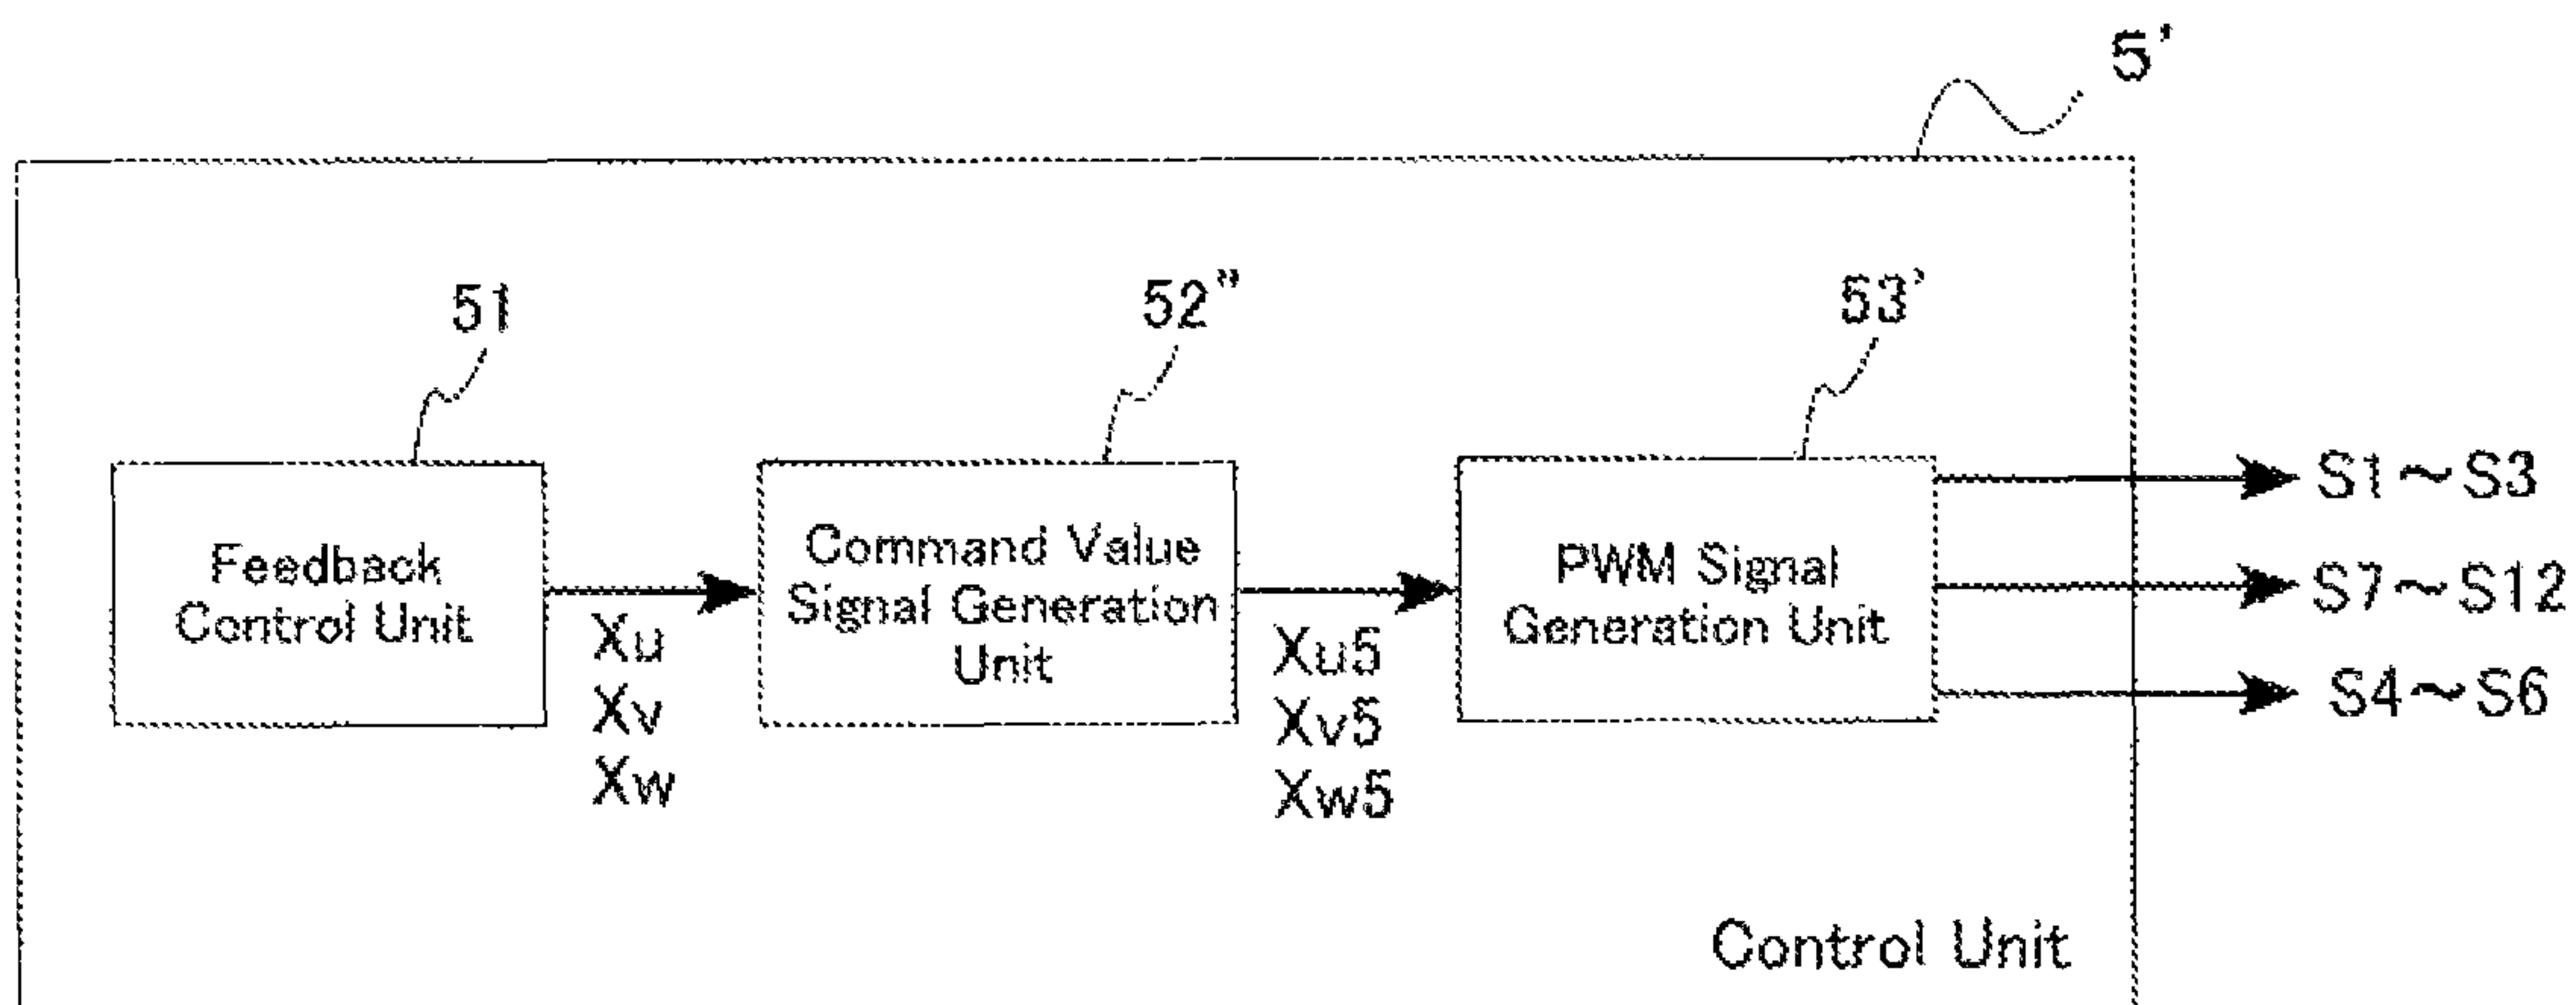 5'
51
52"
53'
Feedback
Control Unit
Xu
Xv
Xw
Command Value
Signal Generation
Unit
Xu5
Xv5
Xw5
PWM Signal
Generation Unit
S1~S3
S7~S12
S4~S6
Control Unit